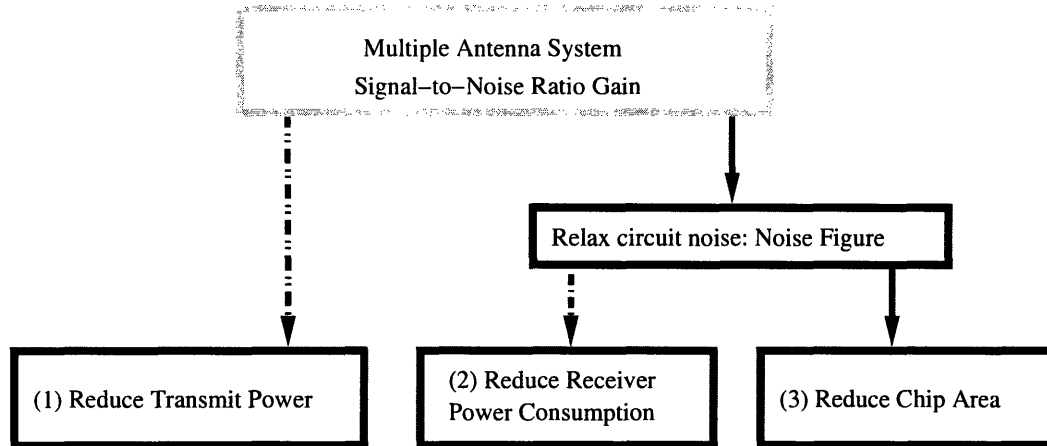 Multiple Antenna System
Signal−to−Noise Ratio Gain
Relax circuit noise: Noise Figure
(1) Reduce Transmit Power
(2) Reduce Receiver
Power Consumption
(3) Reduce Chip Area